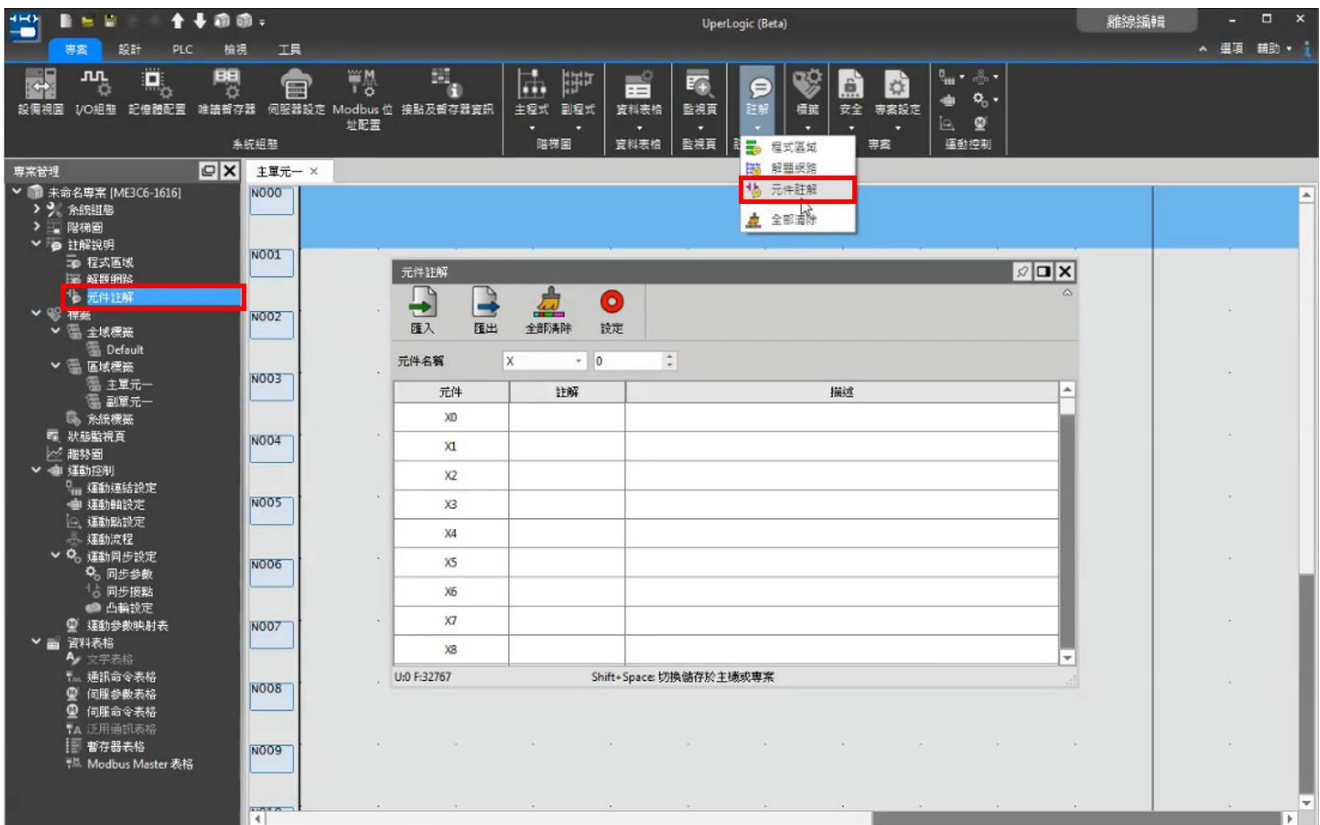 UperLogic (Beta)
離線編輯
專案 設計 PLC 檢視 工具
選項 輔助
設備視圖 I/O組態 記憶體配置 唯讀暫存器 伺服器設定 Modbus 位 接點及暫存器資訊 主程式 副程式 資料表格 監視頁 註解 標籤 安全 專案設定
址配置
系統組態 階梯圖 資料表格 監視頁 專案 運動控制
程式區域
解題網路
元件註解
全部清除
專案管理
主單元一 ×
未命名專案 [ME3C6-1616]
系統組態
階梯圖
註解說明
程式區域
解題網路
元件註解
標籤
全域標籤
Default
區域標籤
主單元一
副單元一
系統標籤
狀態監視頁
趨勢圖
運動控制
運動連結設定
運動軸設定
運動點設定
運動流程
運動同步設定
同步參數
同步接點
凸輪設定
運動參數映射表
資料表格
文字表格
通訊命令表格
伺服參數表格
伺服命令表格
泛用通訊表格
暫存器表格
Modbus Master 表格
N000
N001
N002
N003
N004
N005
N006
N007
N008
N009
元件註解
匯入 匯出 全部清除 設定
元件名稱 X 0
元件 註解 描述
X0
X1
X2
X3
X4
X5
X6
X7
X8
U:0 F:32767 Shift+Space: 切換儲存於主機或專案